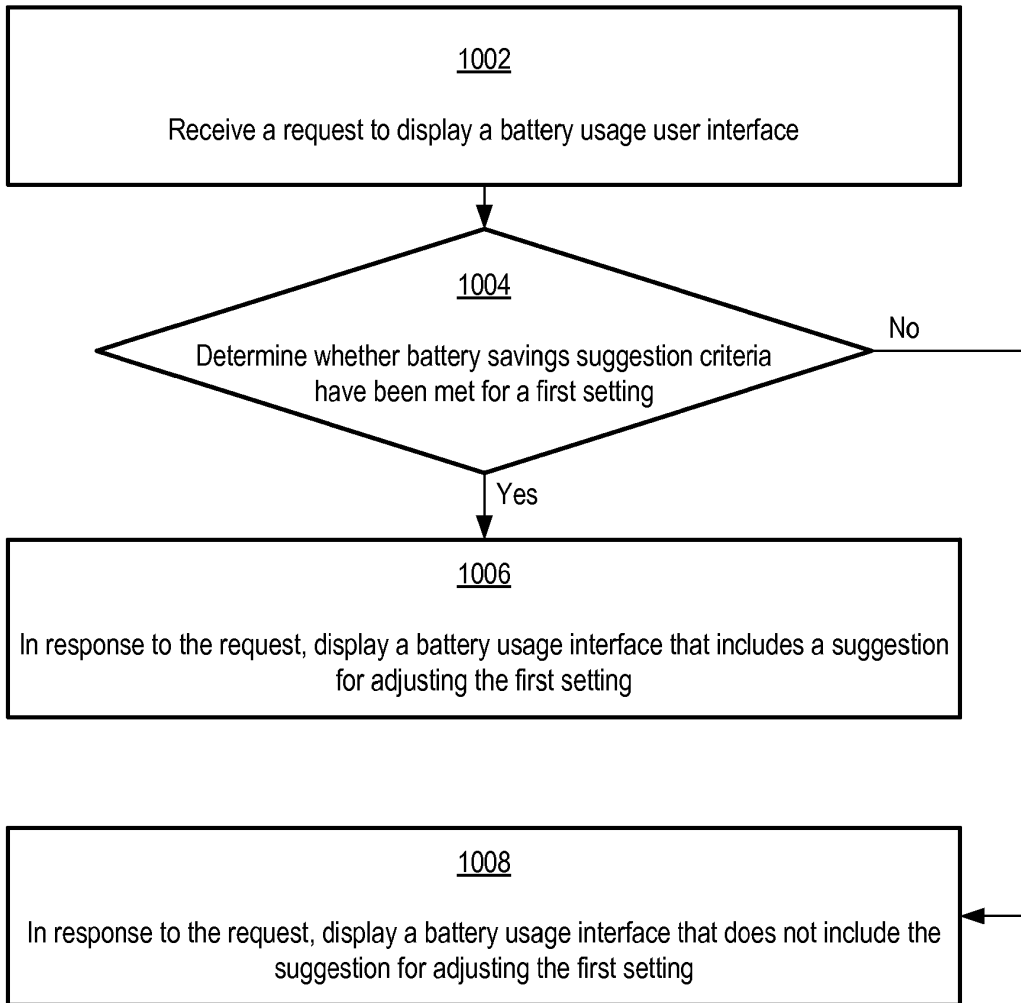 1002
Receive a request to display a battery usage user interface
1004
Determine whether battery savings suggestion criteria
have been met for a first setting
No
Yes
1006
In response to the request, display a battery usage interface that includes a suggestion
for adjusting the first setting
1008
In response to the request, display a battery usage interface that does not include the
suggestion for adjusting the first setting